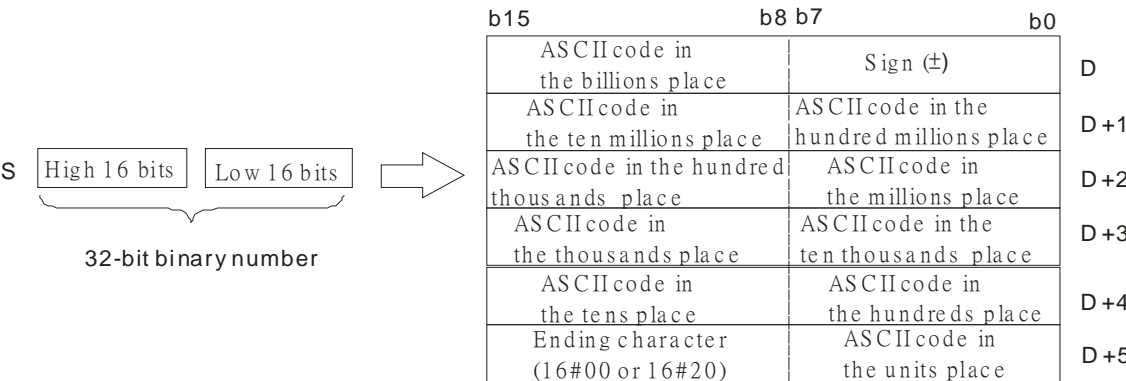 b15 b8 b7 b0
ASCII code in
the billions place
Sign (±)
D
ASCII code in
the ten millions place
ASCII code in the
hundred millions place
D+1
S
High 16 bits
Low 16 bits
32-bit binary number
ASCII code in the hundred
thousands place
ASCII code in
the millions place
D+2
ASCII code in
the thousands place
ASCII code in the
ten thousands place
D+3
ASCII code in
the tens place
ASCII code in
the hundreds place
D+4
Ending character
(16#00 or 16#20)
ASCII code in
the units place
D+5